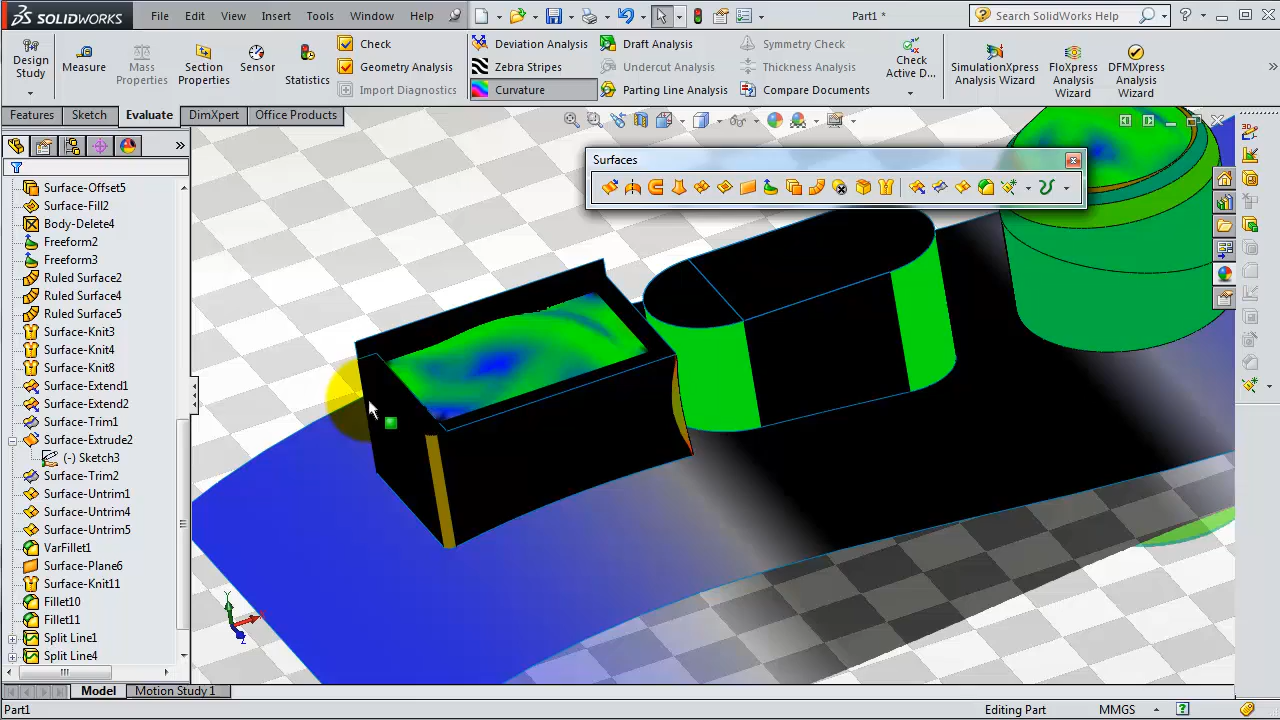 SOLIDWORKS
File Edit View Insert Tools Window Help
Part1 *
Search SolidWorks Help
Design Study
Measure
Mass Properties
Section Properties
Sensor
Statistics
Check
Geometry Analysis
Import Diagnostics
Deviation Analysis
Zebra Stripes
Curvature
Draft Analysis
Undercut Analysis
Parting Line Analysis
Symmetry Check
Thickness Analysis
Compare Documents
Check Active D...
SimulationXpress Analysis Wizard
FloXpress Analysis Wizard
DFMXpress Analysis Wizard
Features Sketch Evaluate DimXpert Office Products
Surfaces
Surface-Offset5
Surface-Fill2
Body-Delete4
Freeform2
Freeform3
Ruled Surface2
Ruled Surface4
Ruled Surface5
Surface-Knit3
Surface-Knit4
Surface-Knit8
Surface-Extend1
Surface-Extend2
Surface-Trim1
Surface-Extrude2
(-) Sketch3
Surface-Trim2
Surface-Untrim1
Surface-Untrim4
Surface-Untrim5
VarFillet1
Surface-Plane6
Surface-Knit11
Fillet10
Fillet11
Split Line1
Split Line4
Y
X
Z
Model Motion Study 1
Part1 Editing Part MMGS